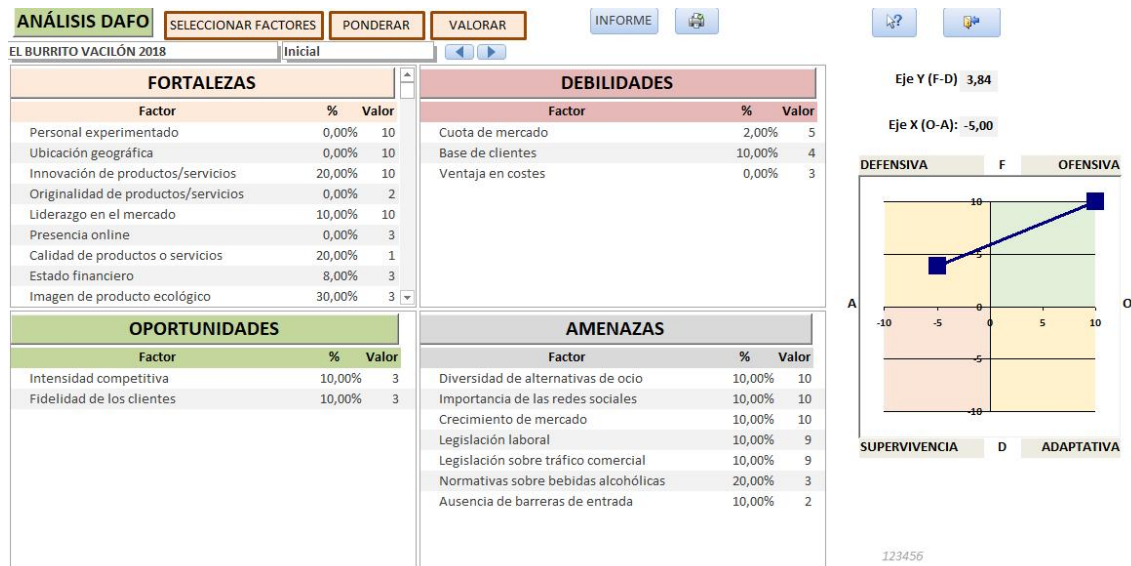 ANÁLISIS DAFO SELECCIONAR FACTORES PONDERAR VALORAR INFORME
EL BURRITO VACILÓN 2018 Inicial
FORTALEZAS
Factor % Valor
Personal experimentado 0,00% 10
Ubicación geográfica 0,00% 10
Innovación de productos/servicios 20,00% 10
Originalidad de productos/servicios 0,00% 2
Liderazgo en el mercado 10,00% 10
Presencia online 0,00% 3
Calidad de productos o servicios 20,00% 1
Estado financiero 8,00% 3
Imagen de producto ecológico 30,00% 3
DEBILIDADES
Factor % Valor
Cuota de mercado 2,00% 5
Base de clientes 10,00% 4
Ventaja en costes 0,00% 3
OPORTUNIDADES
Factor % Valor
Intensidad competitiva 10,00% 3
Fidelidad de los clientes 10,00% 3
AMENAZAS
Factor % Valor
Diversidad de alternativas de ocio 10,00% 10
Importancia de las redes sociales 10,00% 10
Crecimiento de mercado 10,00% 10
Legislación laboral 10,00% 9
Legislación sobre tráfico comercial 10,00% 9
Normativas sobre bebidas alcohólicas 20,00% 3
Ausencia de barreras de entrada 10,00% 2
Eje Y (F-D) 3,84
Eje X (O-A): -5,00
DEFENSIVA F OFENSIVA
10
5
A 0 O
-10 -5 0 5 10
-5
-10
SUPERVIVENCIA D ADAPTATIVA
123456